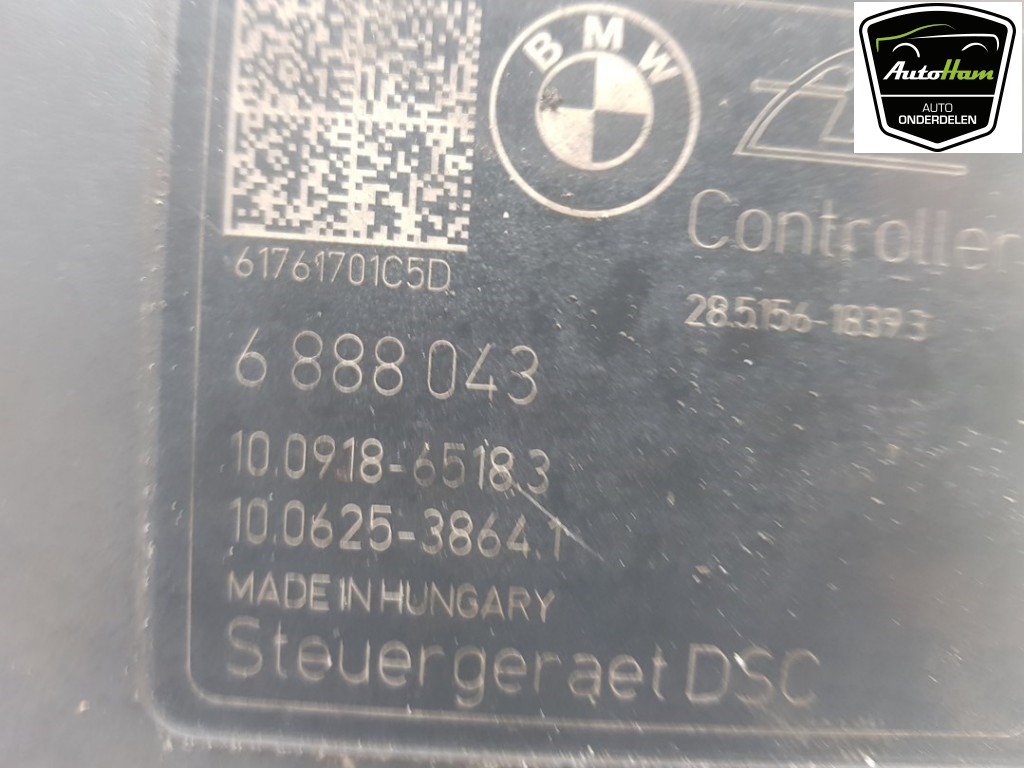 BMW
AutoHam
AUTO
ONDERDELEN
Controller
28.5156-1839.3
61761701C5D
6 888 043
10.0918-6518.3
10.0625-3864.1
MADE IN HUNGARY
Steuergeraet DSC